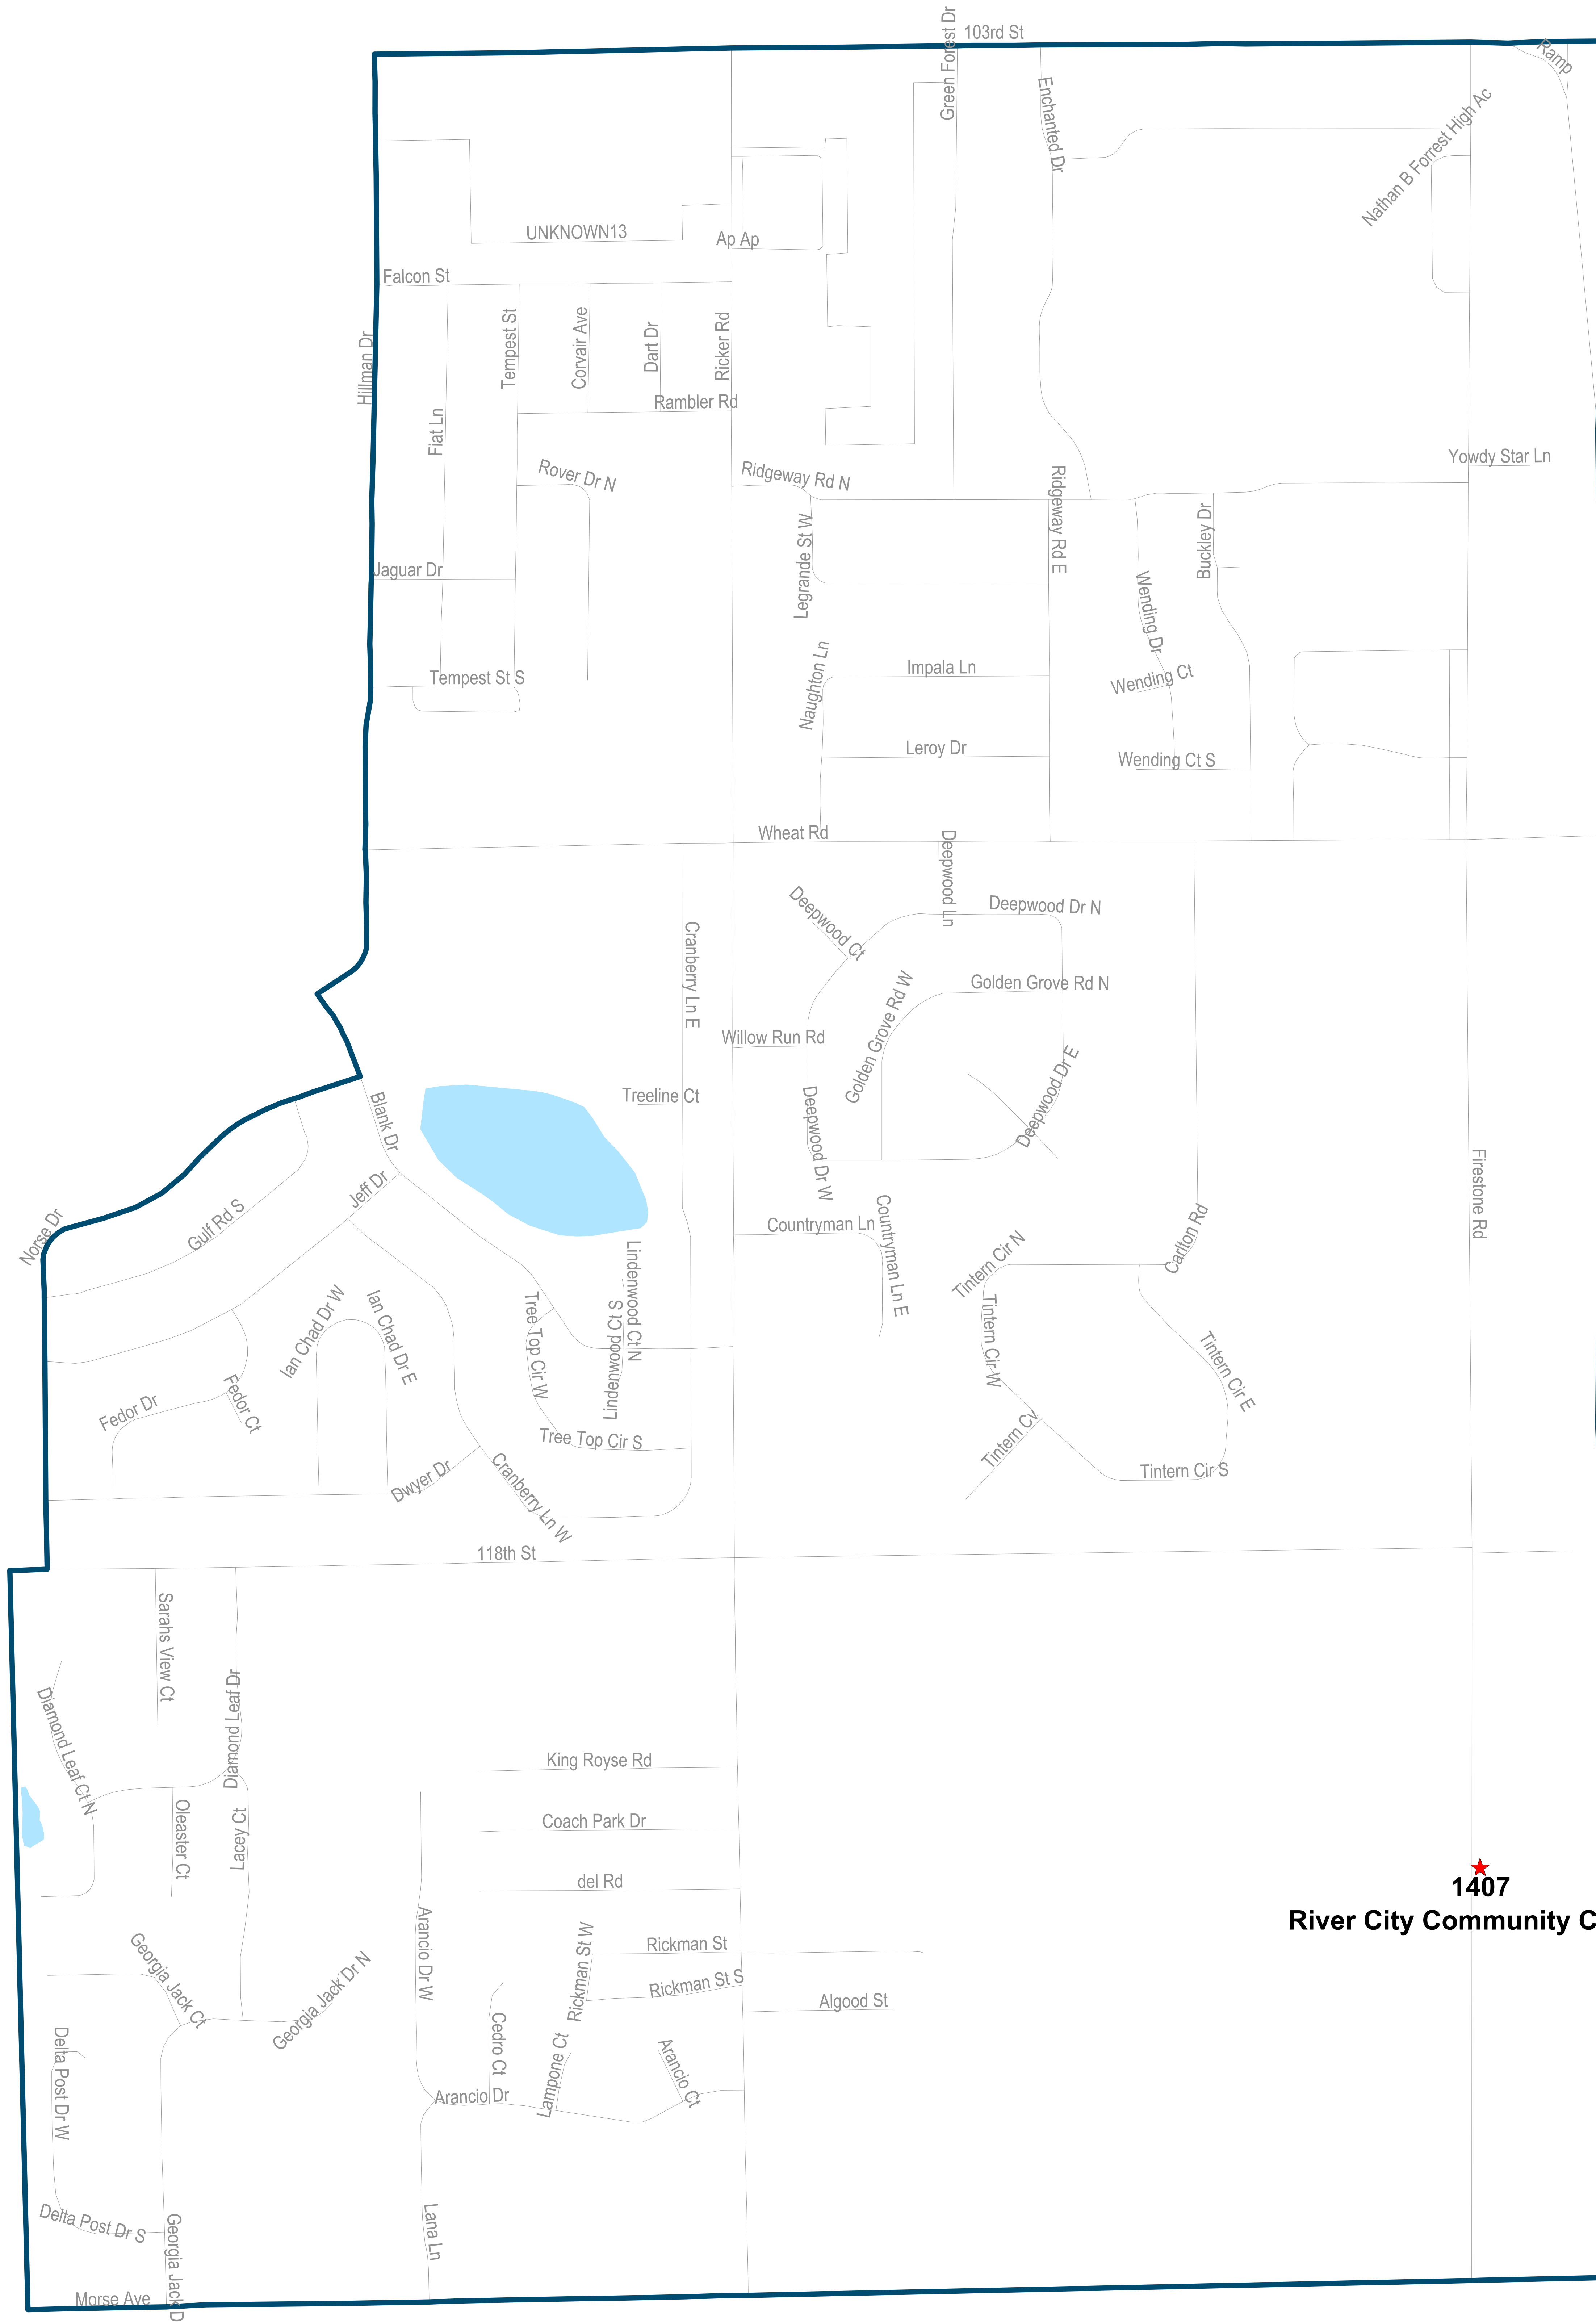 103rd St
Green Forest Dr
Ramp
Enchanted Dr
Nathan B Forrest High Ac
UNKNOWN13
Ap Ap
Falcon St
Hillman Dr
Tempest St
Corvair Ave
Dart Dr
Ricker Rd
Rambler Rd
Fiat Ln
Rover Dr N
Ridgeway Rd N
Ridgeway Rd E
Yowdy Star Ln
Legrande St W
Buckley Dr
Jaguar Dr
Wending Dr
Tempest St S
Naughton Ln
Impala Ln
Wending Ct
Leroy Dr
Wending Ct S
Wheat Rd
Deepwood Ln
Deepwood Ct
Deepwood Dr N
Cranberry Ln E
Golden Grove Rd W
Golden Grove Rd N
Willow Run Rd
Treeline Ct
Deepwood Dr W
Deepwood Dr E
Blank Dr
Jeff Dr
Gulf Rd S
Norse Dr
Firestone Rd
Countryman Ln
Countryman Ln E
Carlton Rd
Tintern Cir N
Lindenwood Ct N
Lindenwood Ct S
Ian Chad Dr W
Ian Chad Dr E
Tree Top Cir W
Tintern Cir W
Tintern Cir E
Fedor Dr
Fedor Ct
Tree Top Cir S
Tintern Cv
Dwyer Dr
Cranberry Ln W
Tintern Cir S
118th St
Sarahs View Ct
Diamond Leaf Dr
Diamond Leaf Ct N
King Royse Rd
Oleaster Ct
Lacey Ct
Coach Park Dr
del Rd
1407
River City Community C
Arancio Dr W
Rickman St W
Rickman St
Georgia Jack Ct
Georgia Jack Dr N
Rickman St S
Algood St
Cedro Ct
Delta Post Dr W
Lampone Ct
Arancio Ct
Arancio Dr
Delta Post Dr S
Georgia Jack D
Lana Ln
Morse Ave